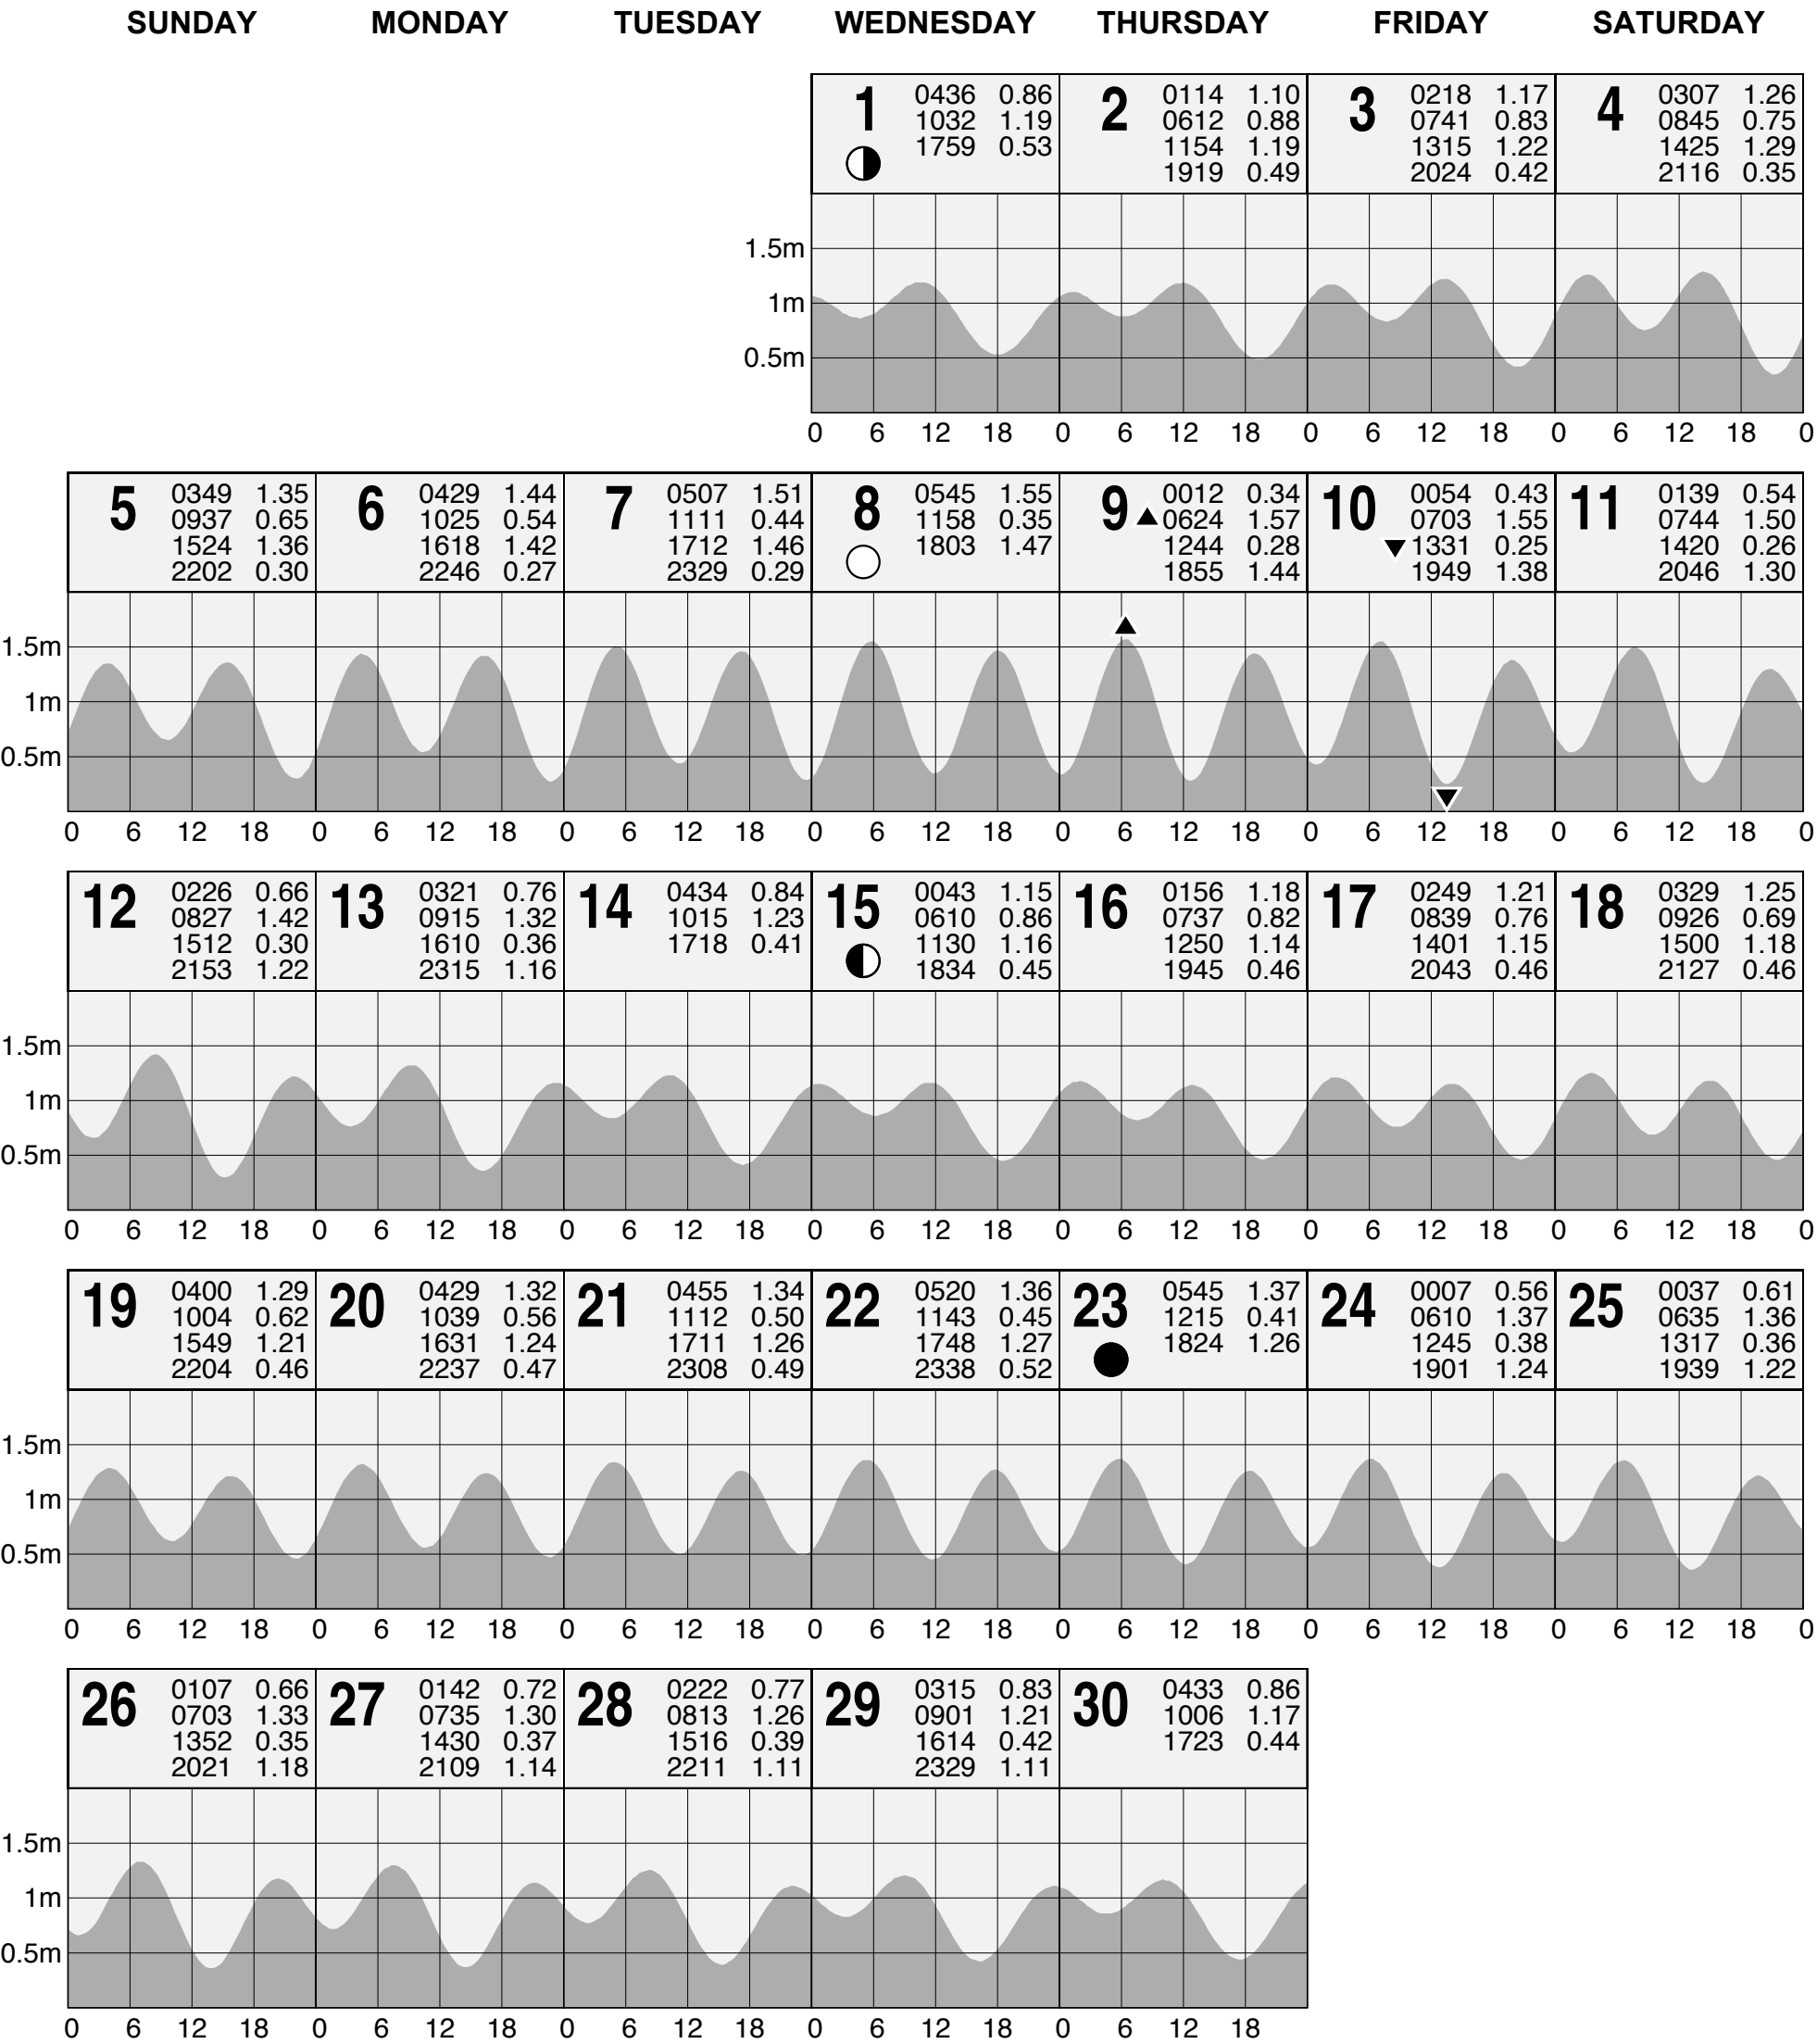 SUNDAY MONDAY TUESDAY WEDNESDAY THURSDAY FRIDAY SATURDAY
1 0436 0.86
1032 1.19
1759 0.53
2 0114 1.10
0612 0.88
1154 1.19
1919 0.49
3 0218 1.17
0741 0.83
1315 1.22
2024 0.42
4 0307 1.26
0845 0.75
1425 1.29
2116 0.35
1.5m
1m
0.5m
0 6 12 18 0 6 12 18 0 6 12 18 0 6 12 18 0
5 0349 1.35
0937 0.65
1524 1.36
2202 0.30
6 0429 1.44
1025 0.54
1618 1.42
2246 0.27
7 0507 1.51
1111 0.44
1712 1.46
2329 0.29
8 0545 1.55
1158 0.35
1803 1.47
9 0012 0.34
0624 1.57
1244 0.28
1855 1.44
10 0054 0.43
0703 1.55
1331 0.25
1949 1.38
11 0139 0.54
0744 1.50
1420 0.26
2046 1.30
1.5m
1m
0.5m
0 6 12 18 0 6 12 18 0 6 12 18 0 6 12 18 0 6 12 18 0 6 12 18 0 6 12 18 0
12 0226 0.66
0827 1.42
1512 0.30
2153 1.22
13 0321 0.76
0915 1.32
1610 0.36
2315 1.16
14 0434 0.84
1015 1.23
1718 0.41
15 0043 1.15
0610 0.86
1130 1.16
1834 0.45
16 0156 1.18
0737 0.82
1250 1.14
1945 0.46
17 0249 1.21
0839 0.76
1401 1.15
2043 0.46
18 0329 1.25
0926 0.69
1500 1.18
2127 0.46
1.5m
1m
0.5m
0 6 12 18 0 6 12 18 0 6 12 18 0 6 12 18 0 6 12 18 0 6 12 18 0 6 12 18 0
19 0400 1.29
1004 0.62
1549 1.21
2204 0.46
20 0429 1.32
1039 0.56
1631 1.24
2237 0.47
21 0455 1.34
1112 0.50
1711 1.26
2308 0.49
22 0520 1.36
1143 0.45
1748 1.27
2338 0.52
23 0545 1.37
1215 0.41
1824 1.26
24 0007 0.56
0610 1.37
1245 0.38
1901 1.24
25 0037 0.61
0635 1.36
1317 0.36
1939 1.22
1.5m
1m
0.5m
0 6 12 18 0 6 12 18 0 6 12 18 0 6 12 18 0 6 12 18 0 6 12 18 0 6 12 18 0
26 0107 0.66
0703 1.33
1352 0.35
2021 1.18
27 0142 0.72
0735 1.30
1430 0.37
2109 1.14
28 0222 0.77
0813 1.26
1516 0.39
2211 1.11
29 0315 0.83
0901 1.21
1614 0.42
2329 1.11
30 0433 0.86
1006 1.17
1723 0.44
1.5m
1m
0.5m
0 6 12 18 0 6 12 18 0 6 12 18 0 6 12 18 0 6 12 18